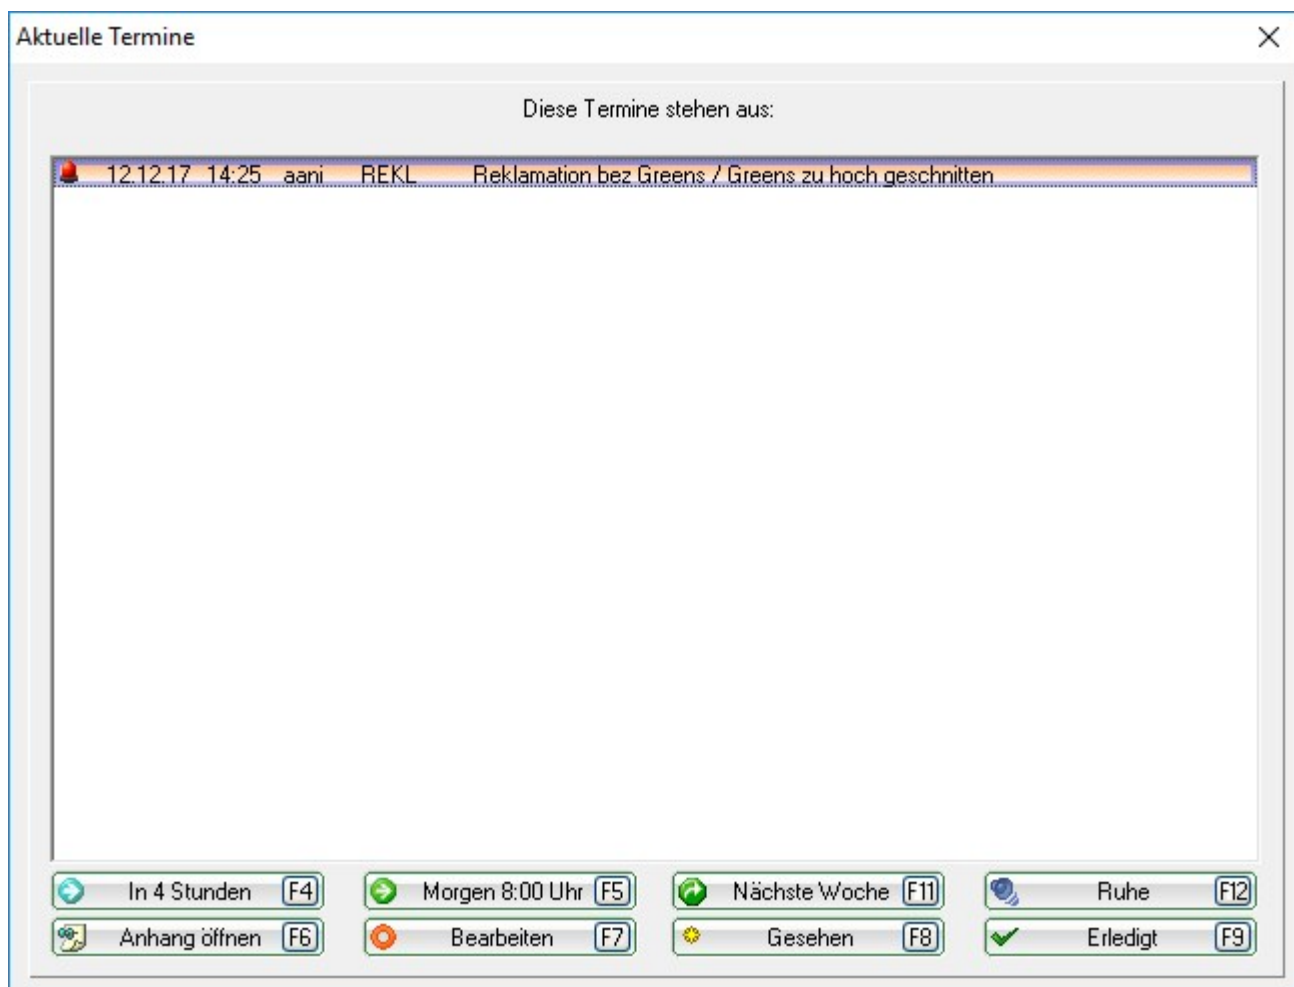 Aktuelle Termine
Diese Termine stehen aus:
12.12.17 14:25 aani REKL Reklamation bez Greens / Greens zu hoch geschnitten
In 4 Stunden F4 Morgen 8:00 Uhr F5 Nächste Woche F11 Ruhe F12
Anhang öffnen F6 Bearbeiten F7 Gesehen F8 Erledigt F9